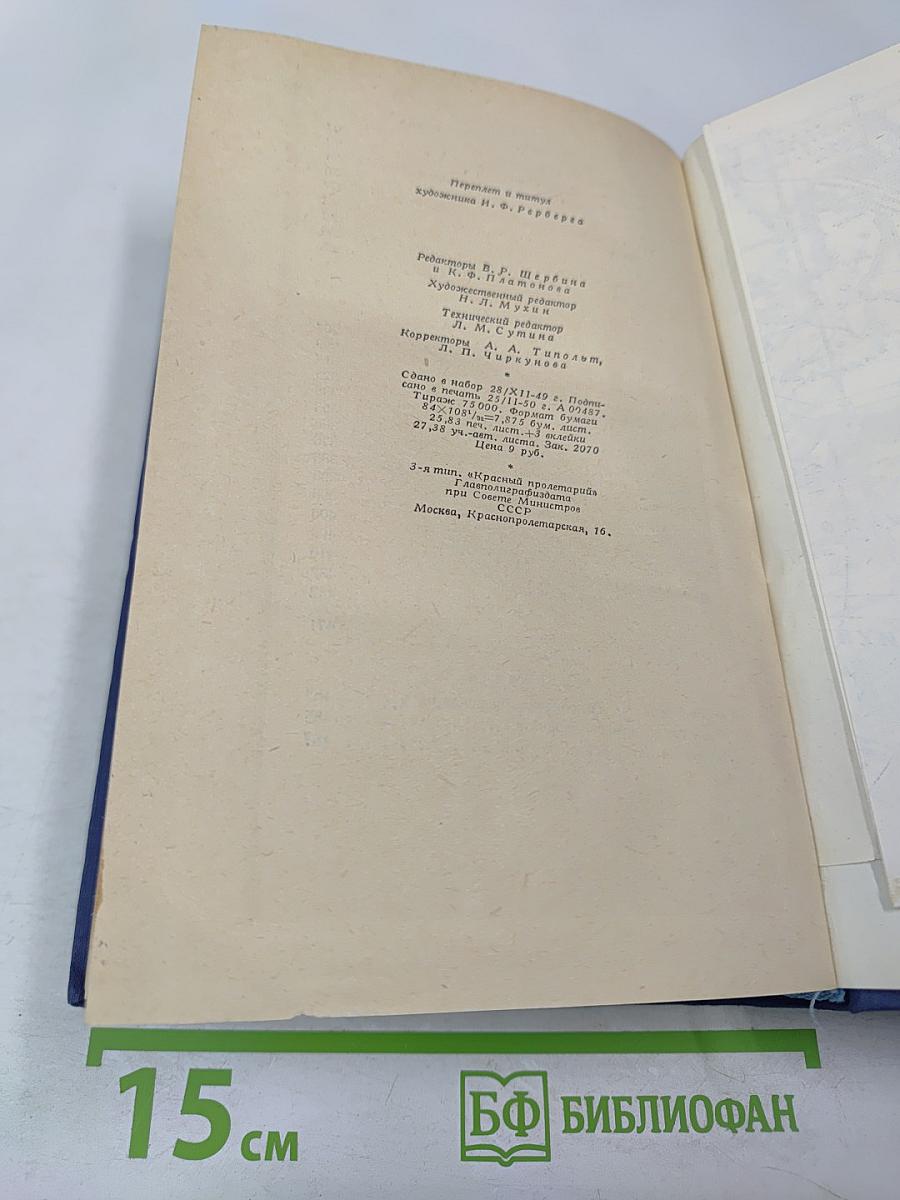 Переплет и титул
художника И. Ф. Рерберга
Редакторы В. Р. Щербина
и К. Ф. Платонова
Художественный редактор
Н. Л. Мухин
Технический редактор
Л. М. Сутина
Корректоры А. А. Типольт,
Л. П. Чиркунова
*
Сдано в набор 28/XII-49 г. Подпи-
сано в печать 25/II-50 г. А 00487.
Тираж 75000. Формат бумаги
84×108¹/₃₂=7,875 бум. лист.
25,83 печ. лист.+3 вклейки
27,38 уч.-авт. листа. Зак. 2070
Цена 9 руб.
*
3-я тип. «Красный пролетарий»
Главполиграфиздата
при Совете Министров
СССР
Москва, Краснопролетарская, 16.
15 см
БФ БИБЛИОФАН